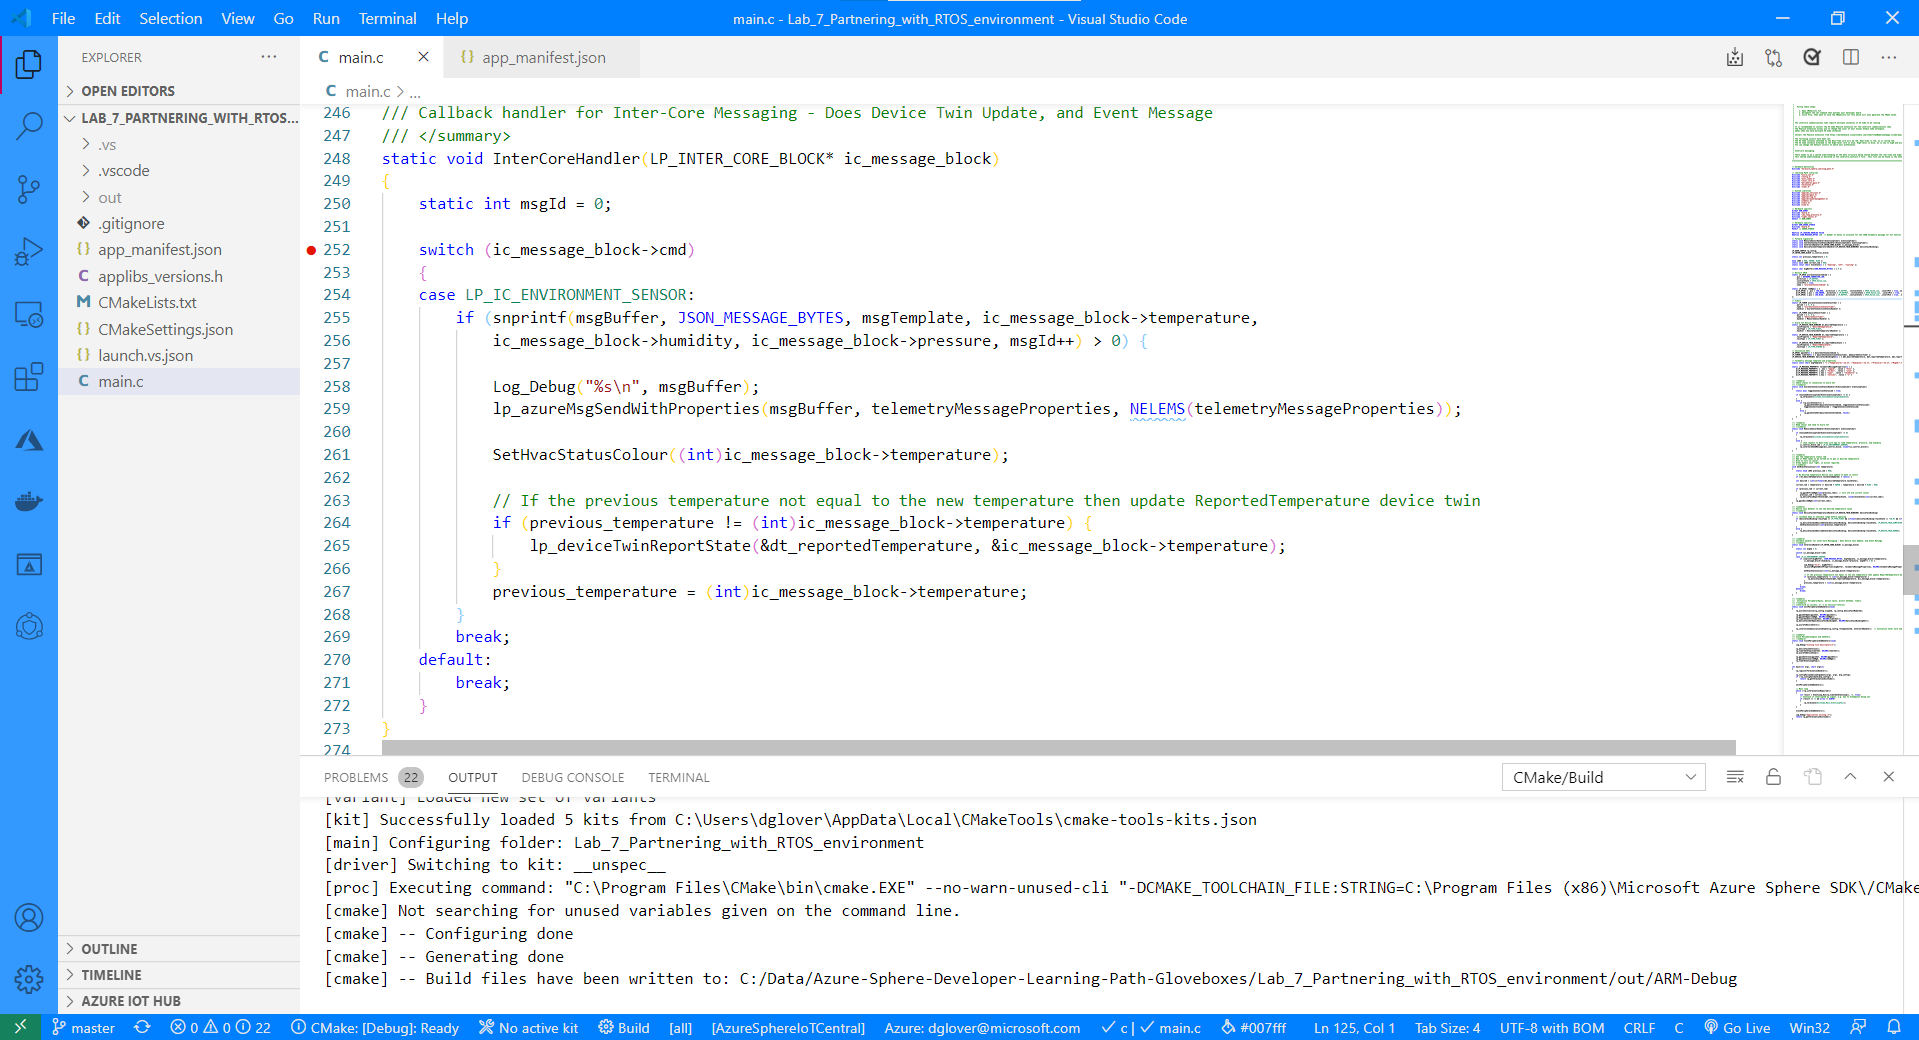 File Edit Selection View Go Run Terminal Help
main.c - Lab_7_Partnering_with_RTOS_environment - Visual Studio Code
EXPLORER
OPEN EDITORS
LAB_7_PARTNERING_WITH_RTOS...
.vs
.vscode
out
.gitignore
app_manifest.json
applibs_versions.h
CMakeLists.txt
CMakeSettings.json
launch.vs.json
main.c
OUTLINE
TIMELINE
AZURE IOT HUB
main.c
app_manifest.json
main.c > ...
246 /// Callback handler for Inter-Core Messaging - Does Device Twin Update, and Event Message
247 /// </summary>
248 static void InterCoreHandler(LP_INTER_CORE_BLOCK* ic_message_block)
249 {
250 static int msgId = 0;
251
252 switch (ic_message_block->cmd)
253 {
254 case LP_IC_ENVIRONMENT_SENSOR:
255 if (snprintf(msgBuffer, JSON_MESSAGE_BYTES, msgTemplate, ic_message_block->temperature,
256 ic_message_block->humidity, ic_message_block->pressure, msgId++) > 0) {
257
258 Log_Debug("%s\n", msgBuffer);
259 lp_azureMsgSendWithProperties(msgBuffer, telemetryMessageProperties, NELEMS(telemetryMessageProperties));
260
261 SetHvacStatusColour((int)ic_message_block->temperature);
262
263 // If the previous temperature not equal to the new temperature then update ReportedTemperature device twin
264 if (previous_temperature != (int)ic_message_block->temperature) {
265 lp_deviceTwinReportState(&dt_reportedTemperature, &ic_message_block->temperature);
266 }
267 previous_temperature = (int)ic_message_block->temperature;
268 }
269 break;
270 default:
271 break;
272 }
273 }
274
PROBLEMS 22 OUTPUT DEBUG CONSOLE TERMINAL
CMake/Build
[variant] Loaded new set of variants
[kit] Successfully loaded 5 kits from C:\Users\dglover\AppData\Local\CMakeTools\cmake-tools-kits.json
[main] Configuring folder: Lab_7_Partnering_with_RTOS_environment
[driver] Switching to kit: __unspec__
[proc] Executing command: "C:\Program Files\CMake\bin\cmake.EXE" --no-warn-unused-cli "-DCMAKE_TOOLCHAIN_FILE:STRING=C:\Program Files (x86)\Microsoft Azure Sphere SDK\/CMake
[cmake] Not searching for unused variables given on the command line.
[cmake] -- Configuring done
[cmake] -- Generating done
[cmake] -- Build files have been written to: C:/Data/Azure-Sphere-Developer-Learning-Path-Gloveboxes/Lab_7_Partnering_with_RTOS_environment/out/ARM-Debug
master 0 0 22 CMake: [Debug]: Ready No active kit Build [all] [AzureSphereIoTCentral] Azure: dglover@microsoft.com c | main.c #007fff Ln 125, Col 1 Tab Size: 4 UTF-8 with BOM CRLF C Go Live Win32